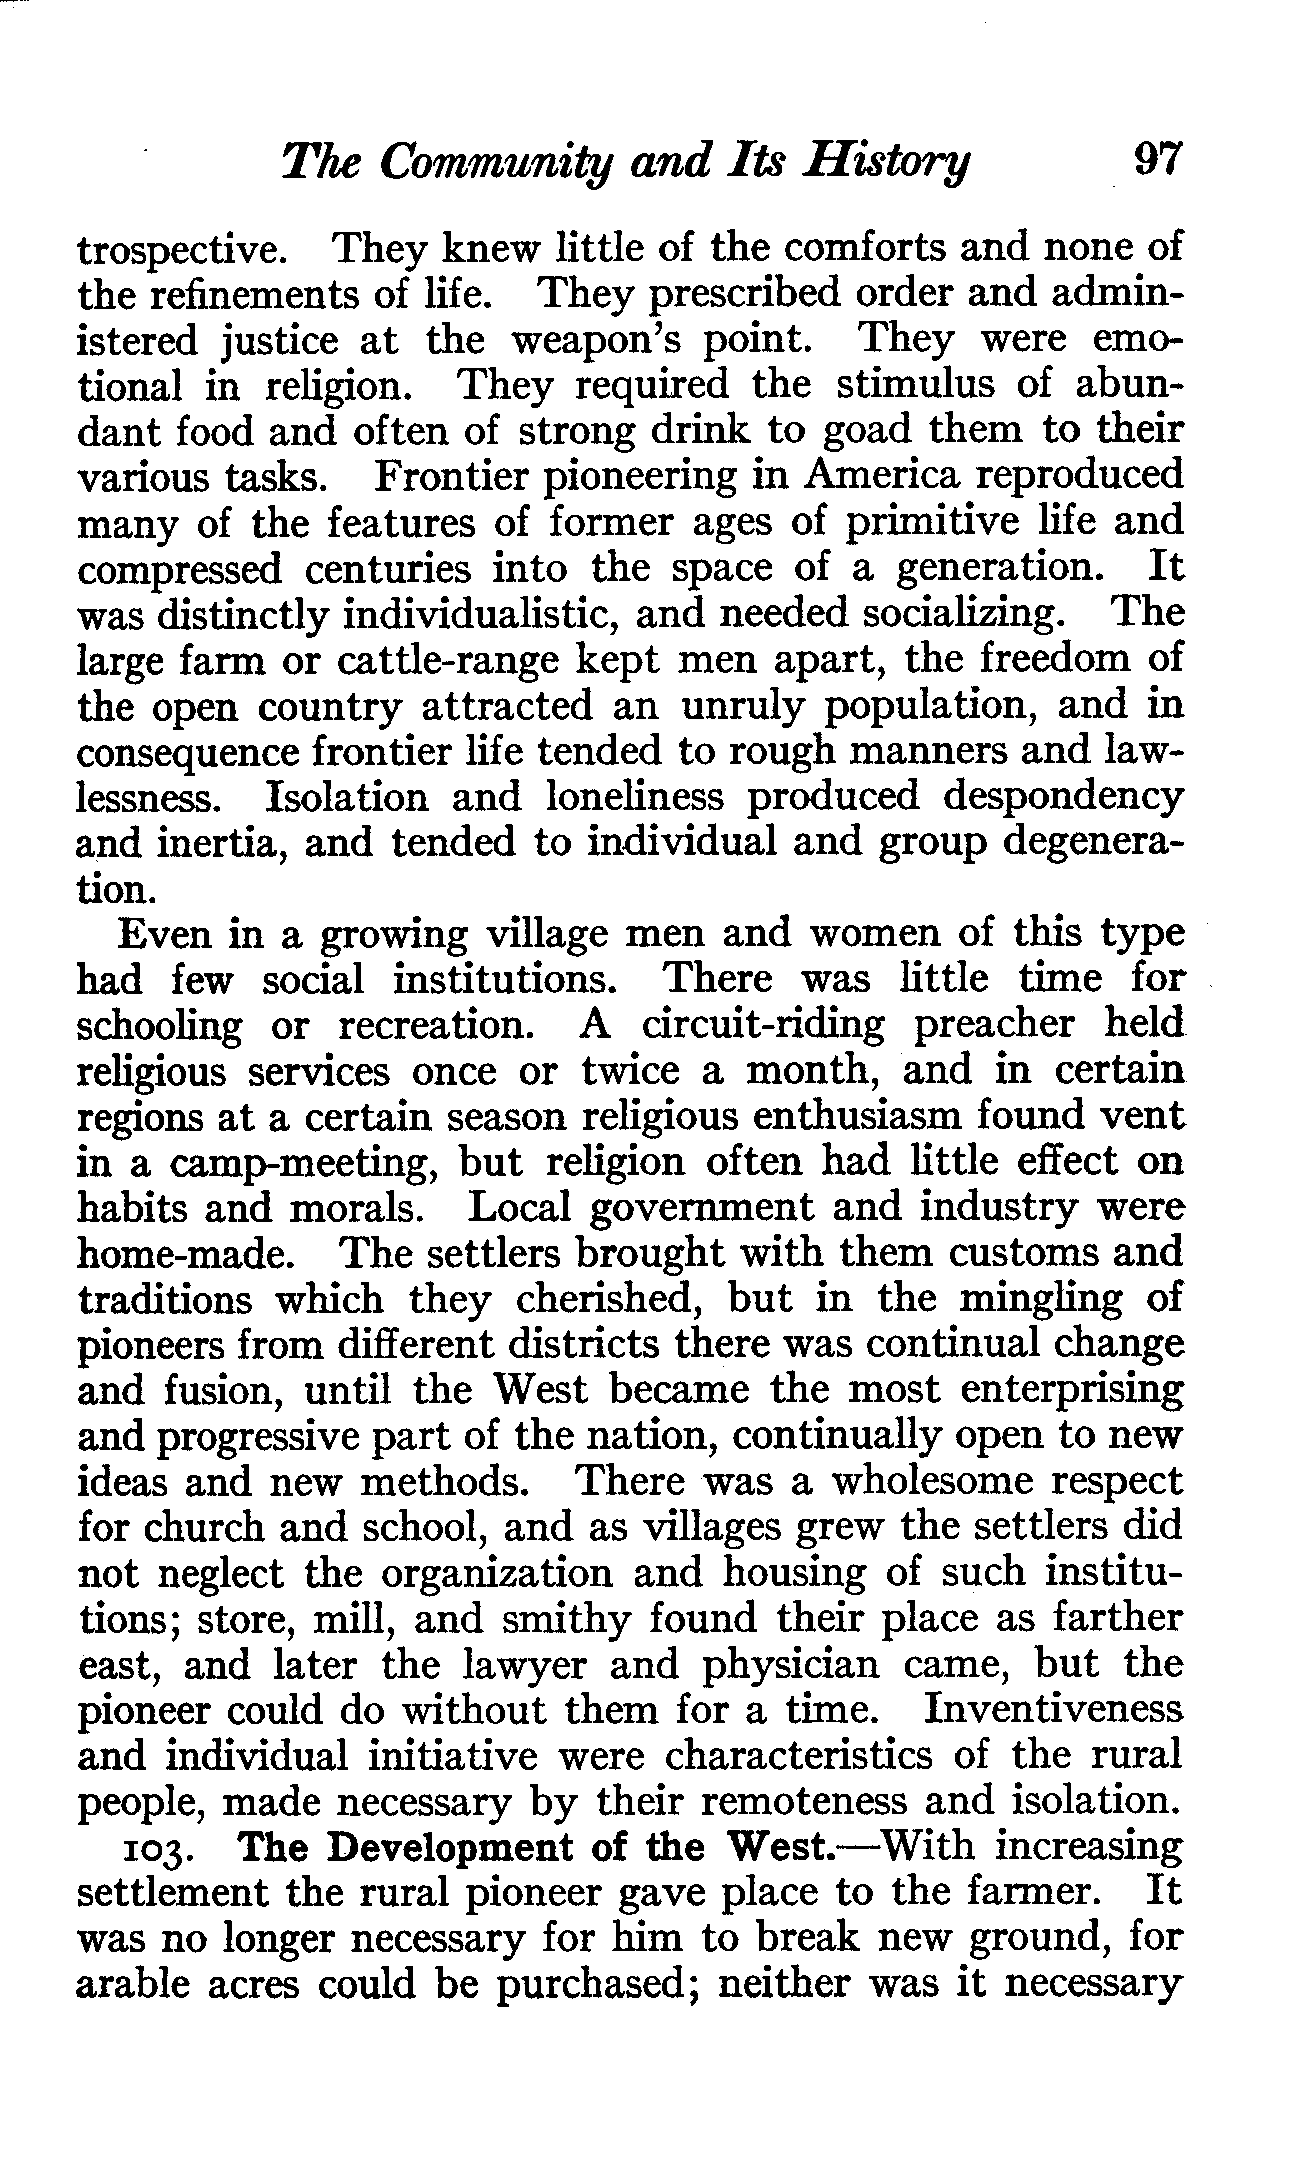 The Community and Its History 97
trospective. They knew little of the comforts and none of
the refinements of life. They prescribed order and admin-
istered justice at the weapon's point. They were emo-
tional in religion. They required the stimulus of abun-
dant food and often of strong drink to goad them to their
various tasks. Frontier pioneering in America reproduced
many of the features of former ages of primitive life and
compressed centuries into the space of a generation. It
was distinctly individualistic, and needed socializing. The
large farm or cattle-range kept men apart, the freedom of
the open country attracted an unruly population, and in
consequence frontier life tended to rough manners and law-
lessness. Isolation and loneliness produced despondency
and inertia, and tended to individual and group degenera-
tion.
Even in a growing village men and women of this type
had few social institutions. There was little time for
schooling or recreation. A circuit-riding preacher held
religious services once or twice a month, and in certain
regions at a certain season religious enthusiasm found vent
in a camp-meeting, but religion often had little effect on
habits and morals. Local government and industry were
home-made. The settlers brought with them customs and
traditions which they cherished, but in the mingling of
pioneers from different districts there was continual change
and fusion, until the West became the most enterprising
and progressive part of the nation, continually open to new
ideas and new methods. There was a wholesome respect
for church and school, and as villages grew the settlers did
not neglect the organization and housing of such institu-
tions; store, mill, and smithy found their place as farther
east, and later the lawyer and physician came, but the
pioneer could do without them for a time. Inventiveness
and individual initiative were characteristics of the rural
people, made necessary by their remoteness and isolation.
103. The Development of the West.—With increasing
settlement the rural pioneer gave place to the farmer. It
was no longer necessary for him to break new ground, for
arable acres could be purchased; neither was it necessary